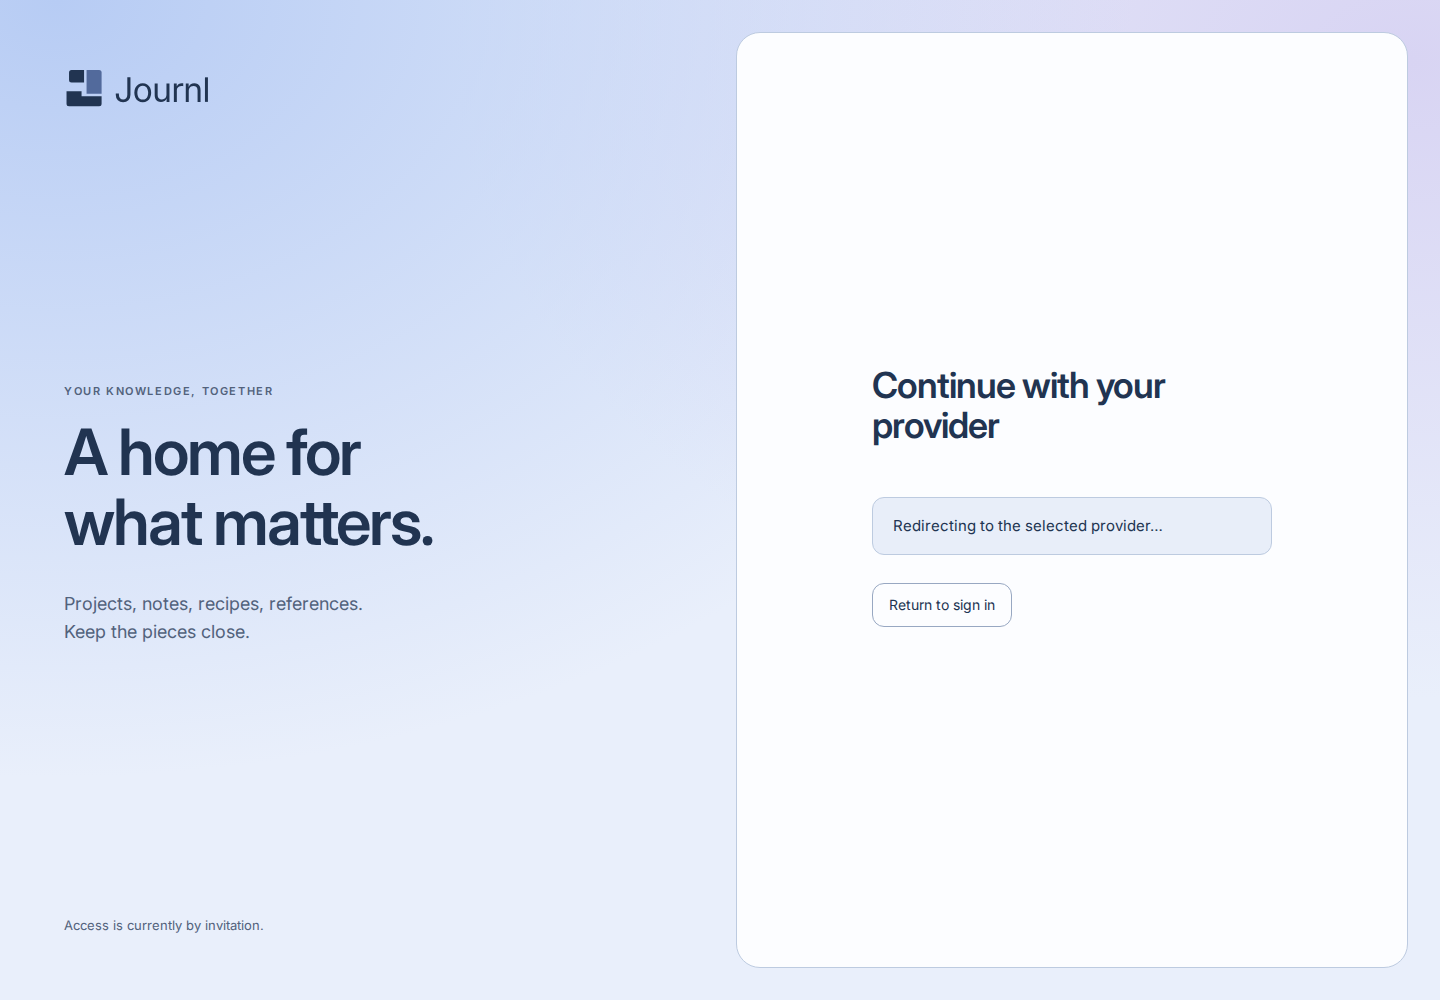 Journl
YOUR KNOWLEDGE, TOGETHER
A home for
what matters.
Projects, notes, recipes, references.
Keep the pieces close.
Access is currently by invitation.
Continue with your
provider
Redirecting to the selected provider...
Return to sign in